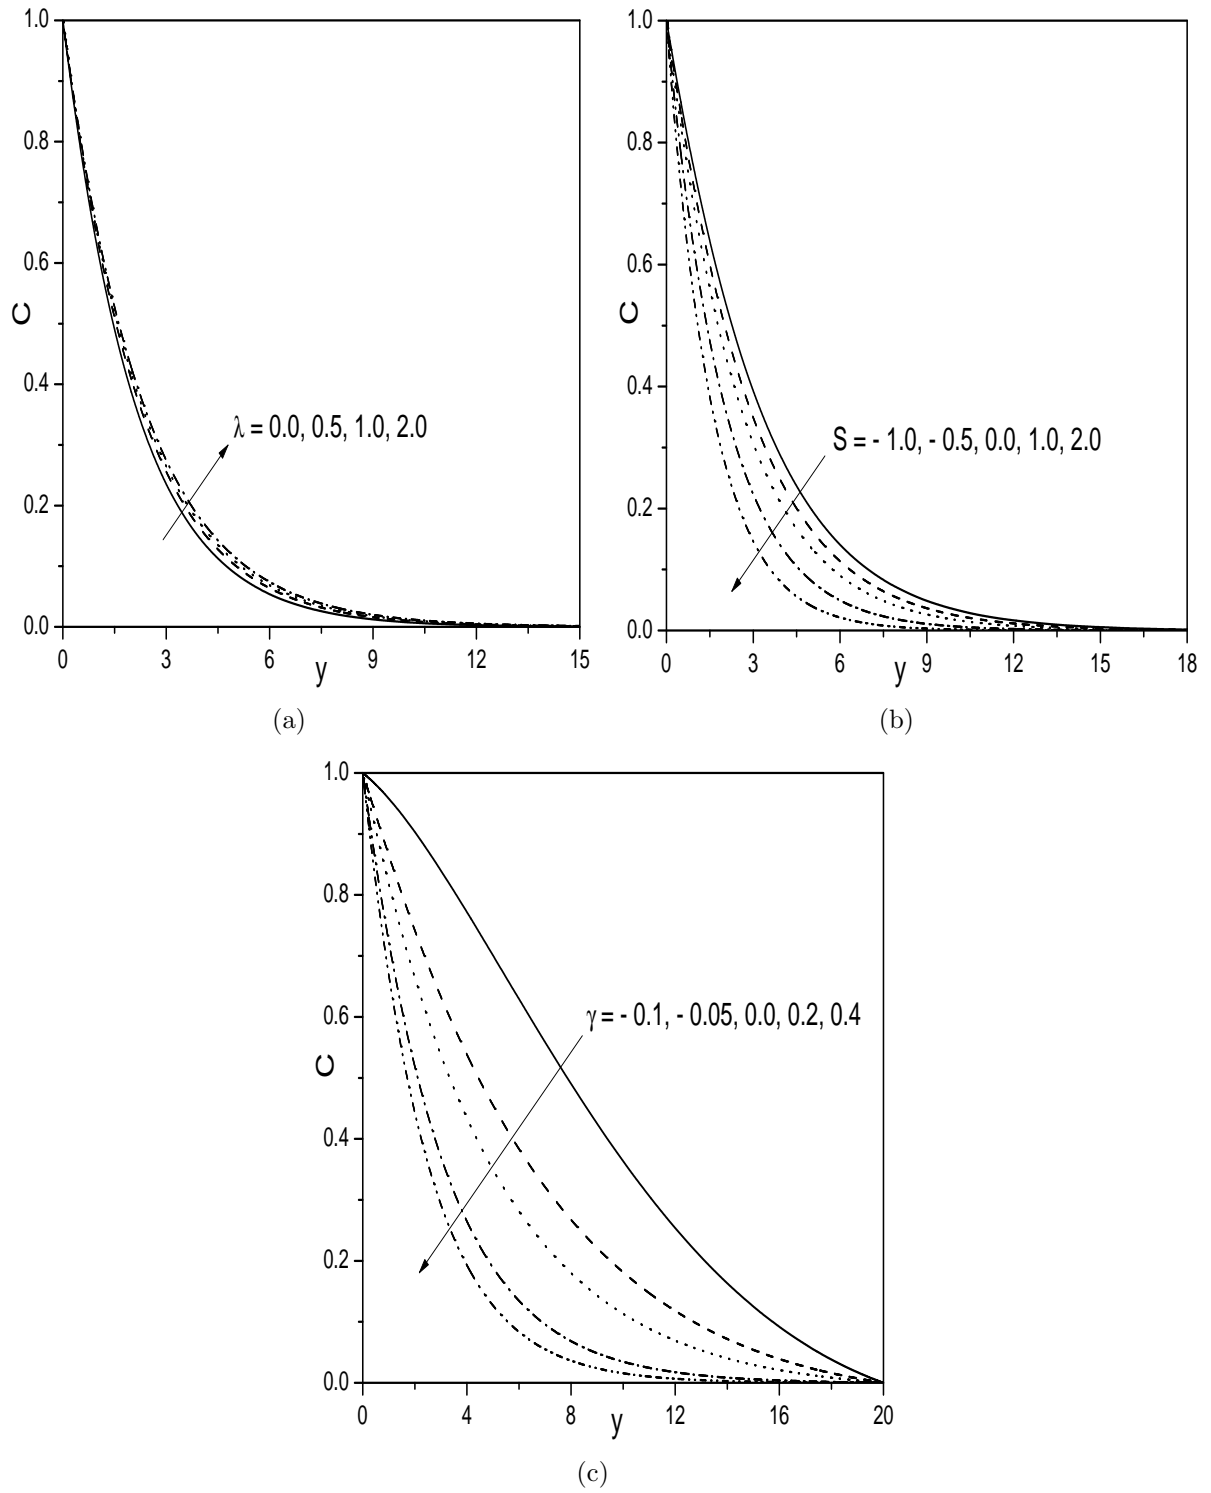 1.0
0.8
0.6
0.4
0.2
0.0
C
λ = 0.0, 0.5, 1.0, 2.0
0 3 6 9 12 15
y
(a)
1.0
0.8
0.6
0.4
0.2
0.0
C
S = - 1.0, - 0.5, 0.0, 1.0, 2.0
0 3 6 9 12 15 18
y
(b)
1.0
0.8
0.6
0.4
0.2
0.0
C
γ = - 0.1, - 0.05, 0.0, 0.2, 0.4
0 4 8 12 16 20
y
(c)